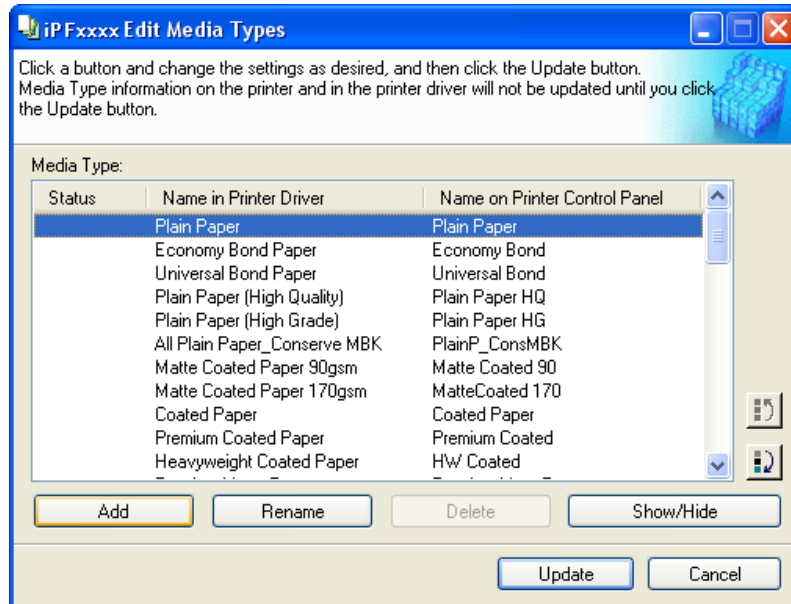 iPFxxxx Edit Media Types
Click a button and change the settings as desired, and then click the Update button.
Media Type information on the printer and in the printer driver will not be updated until you click
the Update button.
Media Type:
Status Name in Printer Driver Name on Printer Control Panel
Plain Paper Plain Paper
Economy Bond Paper Economy Bond
Universal Bond Paper Universal Bond
Plain Paper (High Quality) Plain Paper HQ
Plain Paper (High Grade) Plain Paper HG
All Plain Paper_Conserve MBK PlainP_ConsMBK
Matte Coated Paper 90gsm Matte Coated 90
Matte Coated Paper 170gsm MatteCoated 170
Coated Paper Coated Paper
Premium Coated Paper Premium Coated
Heavyweight Coated Paper HW Coated
Add Rename Delete Show/Hide
Update Cancel